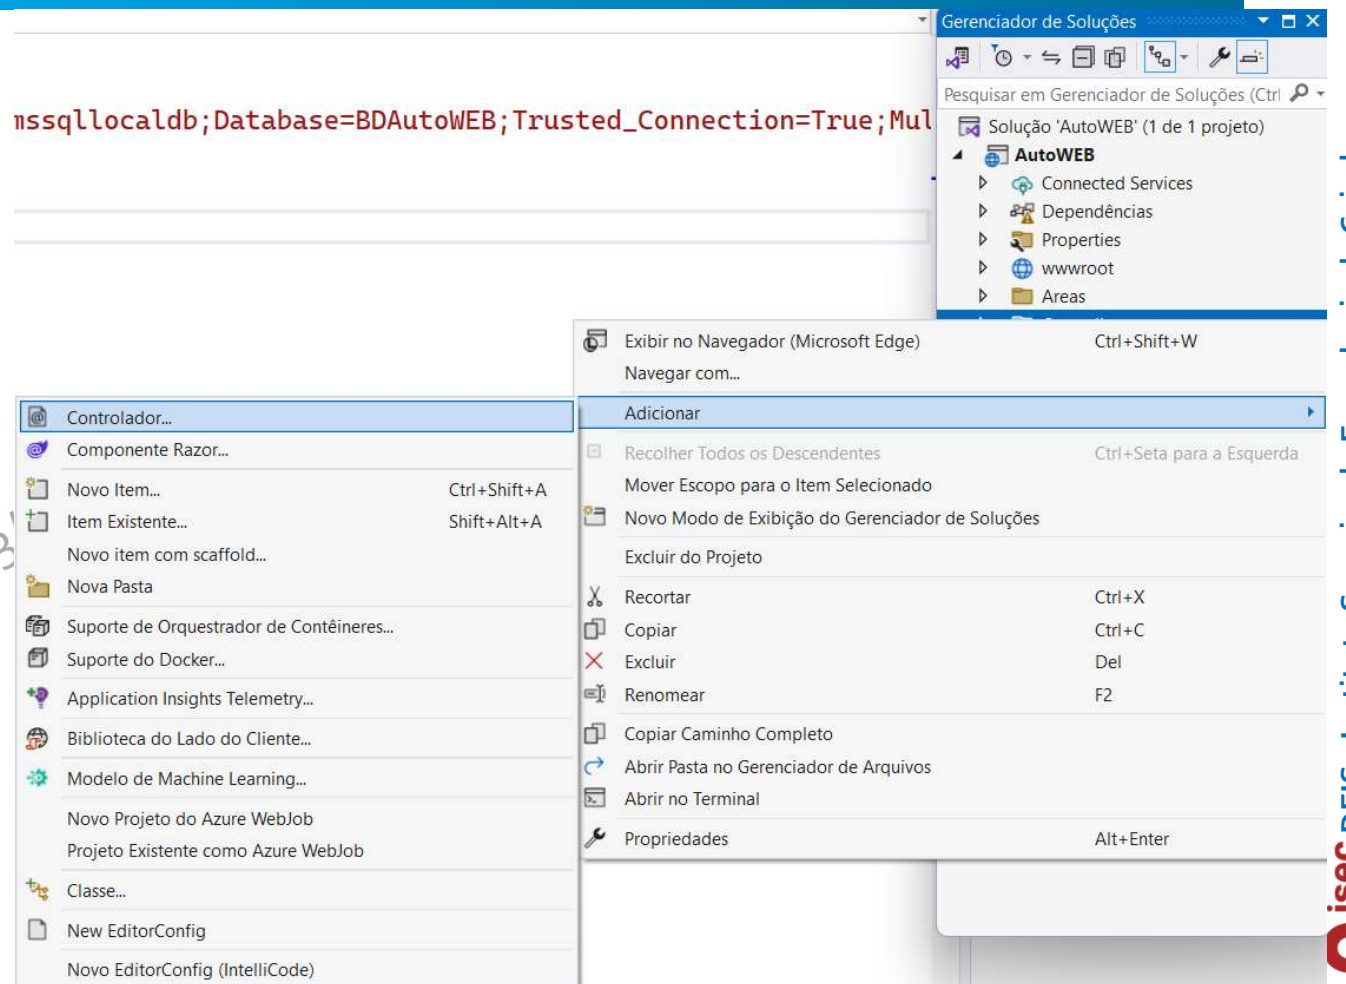 Gerenciador de Soluções
Pesquisar em Gerenciador de Soluções (Ctrl
mssqllocaldb;Database=BDAutoWEB;Trusted_Connection=True;Mul
Solução 'AutoWEB' (1 de 1 projeto)
AutoWEB
Connected Services
Dependências
Properties
wwwroot
Areas
Exibir no Navegador (Microsoft Edge) Ctrl+Shift+W
Navegar com...
Adicionar
Recolher Todos os Descendentes Ctrl+Seta para a Esquerda
Mover Escopo para o Item Selecionado
Novo Modo de Exibição do Gerenciador de Soluções
Excluir do Projeto
Recortar Ctrl+X
Copiar Ctrl+C
Excluir Del
Renomear F2
Copiar Caminho Completo
Abrir Pasta no Gerenciador de Arquivos
Abrir no Terminal
Propriedades Alt+Enter
Controlador...
Componente Razor...
Novo Item... Ctrl+Shift+A
Item Existente... Shift+Alt+A
Novo item com scaffold...
Nova Pasta
Suporte de Orquestrador de Contêineres...
Suporte do Docker...
Application Insights Telemetry...
Biblioteca do Lado do Cliente...
Modelo de Machine Learning...
Novo Projeto do Azure WebJob
Projeto Existente como Azure WebJob
Classe...
New EditorConfig
Novo EditorConfig (IntelliCode)
isec